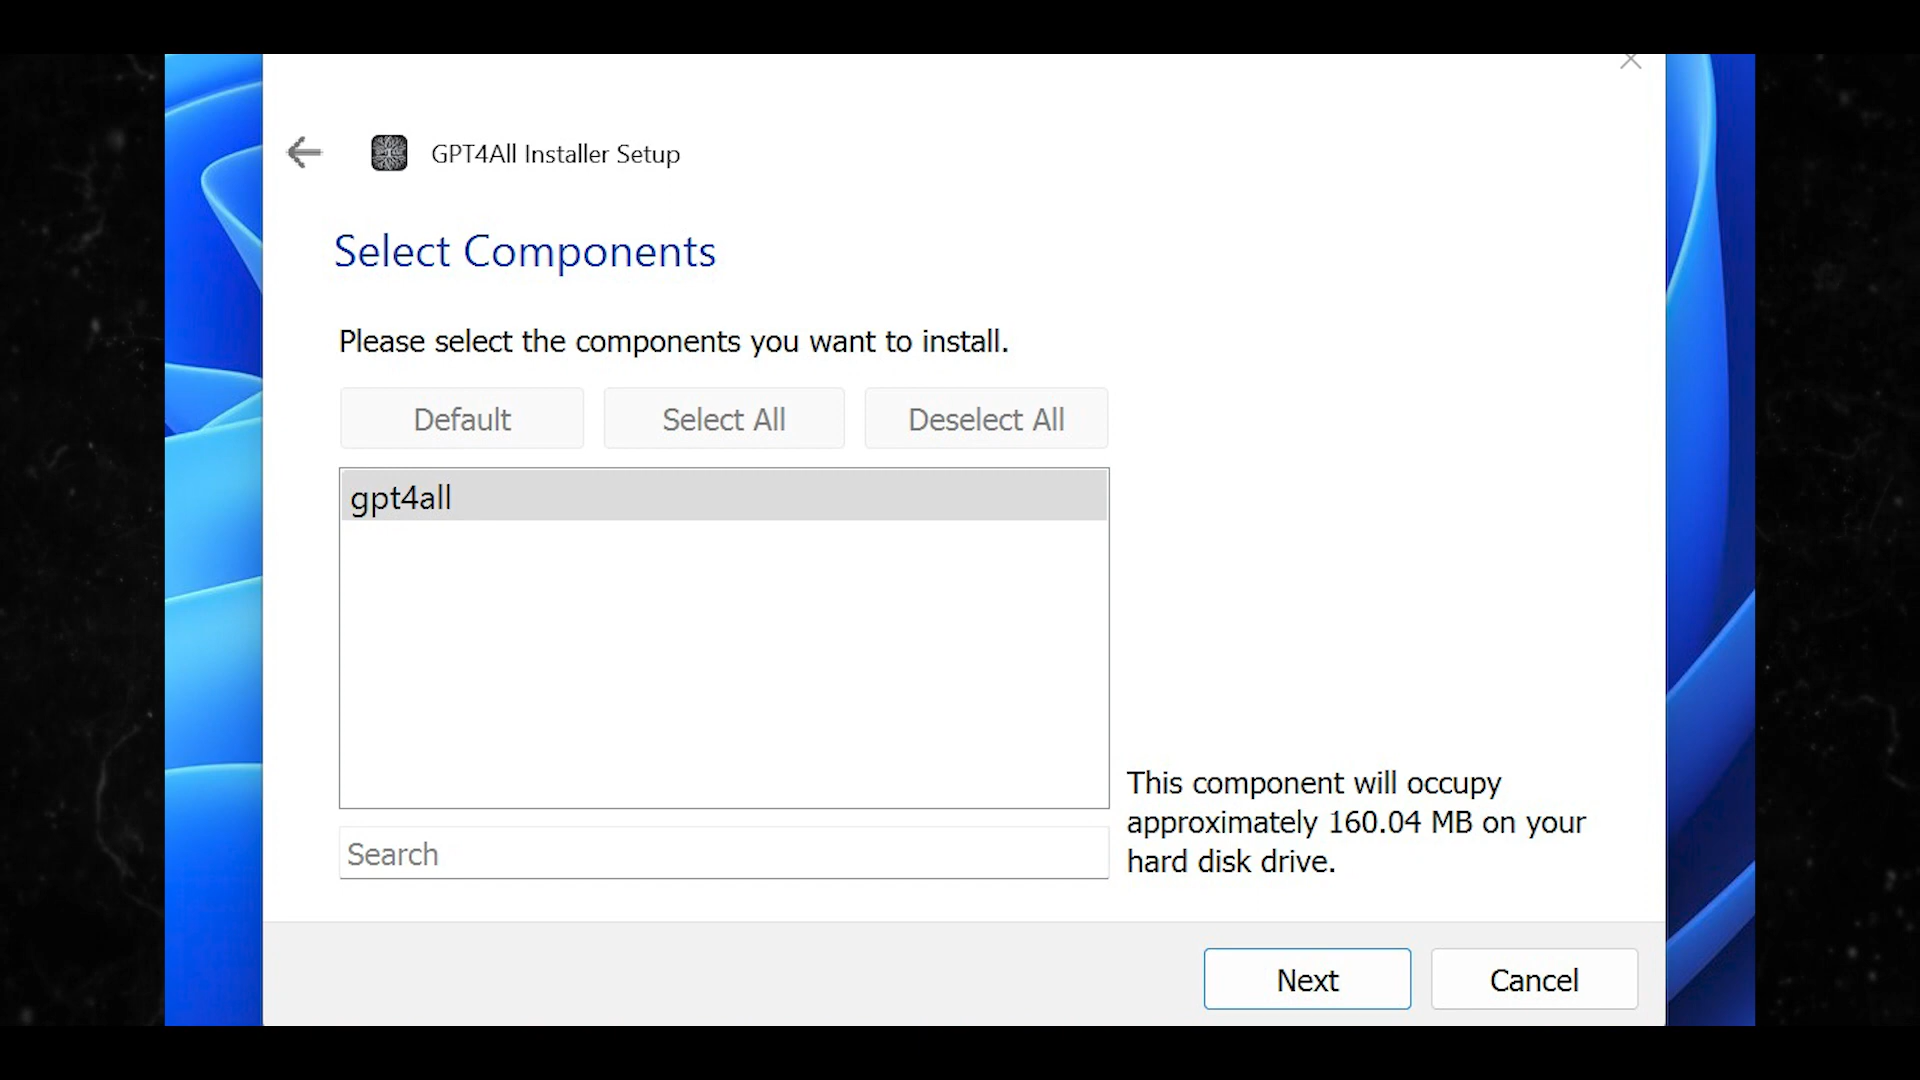 GPT4All Installer Setup
Select Components
Please select the components you want to install.
Default
Select All
Deselect All
gpt4all
This component will occupy
approximately 160.04 MB on your
hard disk drive.
Search
Next
Cancel